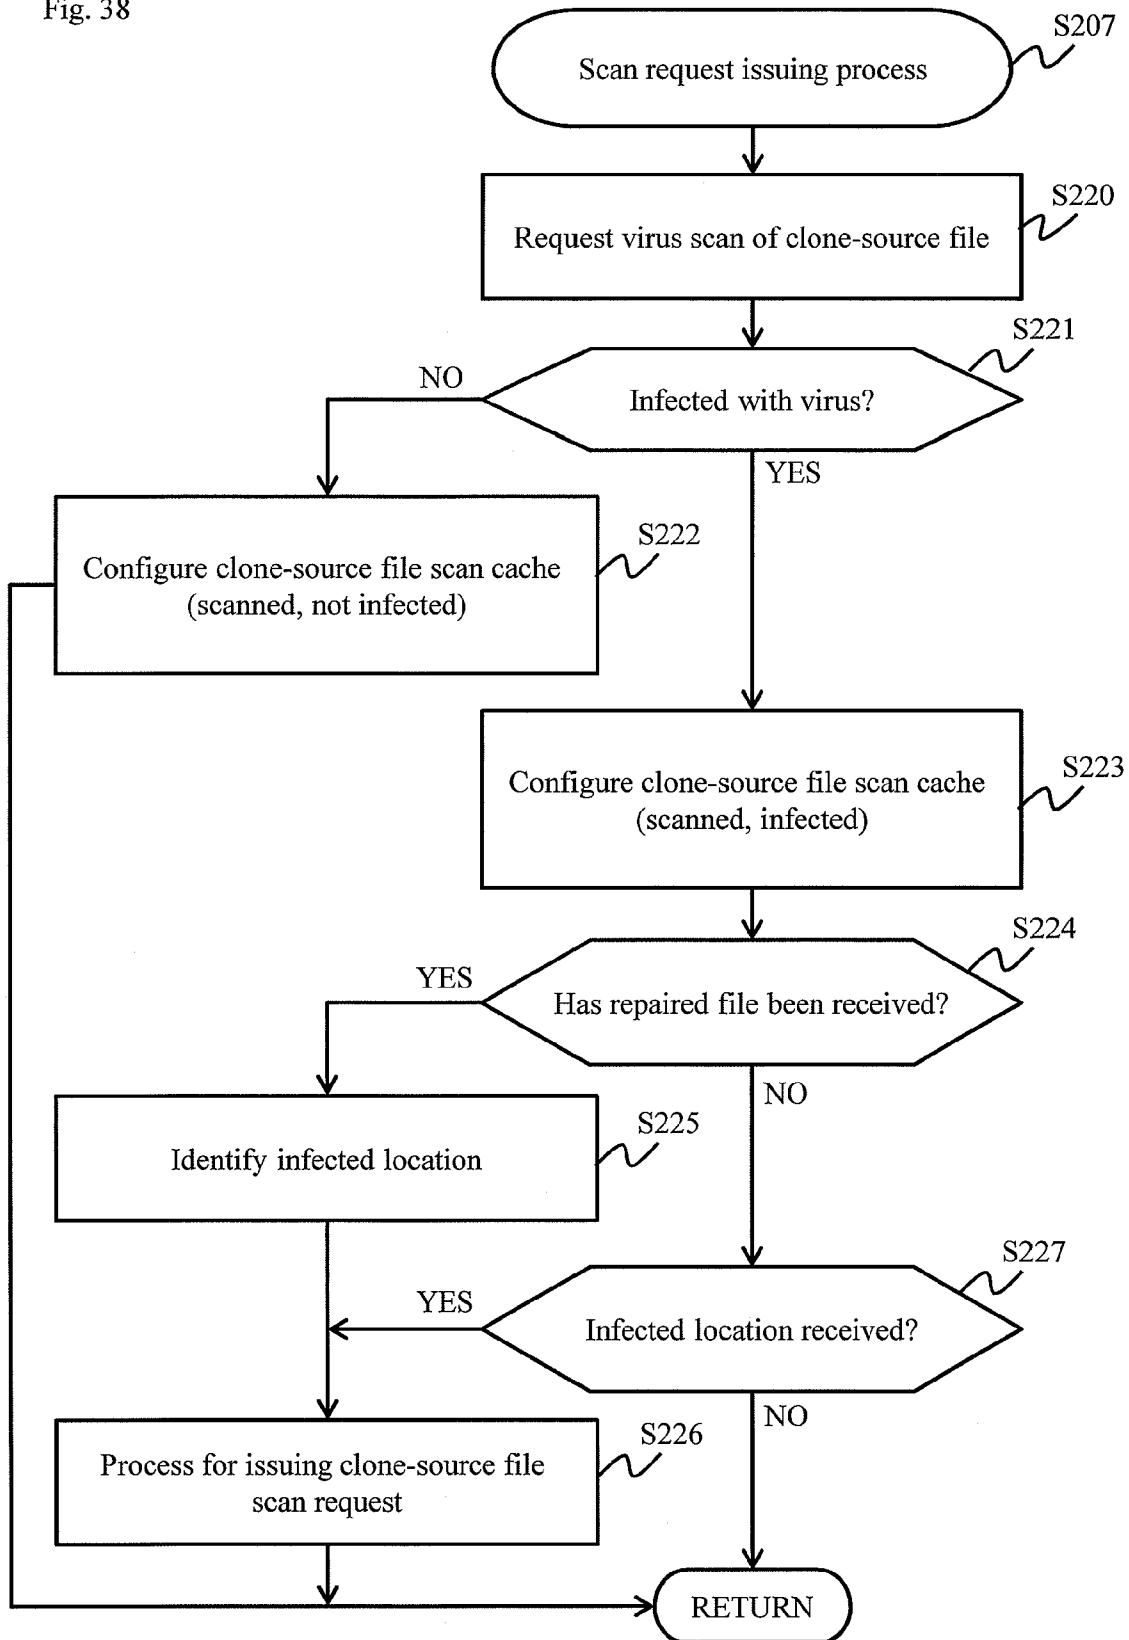 Fig. 38
S207
Scan request issuing process
S220
Request virus scan of clone-source file
S221
NO
Infected with virus?
YES
S222
Configure clone-source file scan cache
(scanned, not infected)
S223
Configure clone-source file scan cache
(scanned, infected)
S224
YES
Has repaired file been received?
NO
S225
Identify infected location
S227
YES
Infected location received?
NO
S226
Process for issuing clone-source file
scan request
RETURN